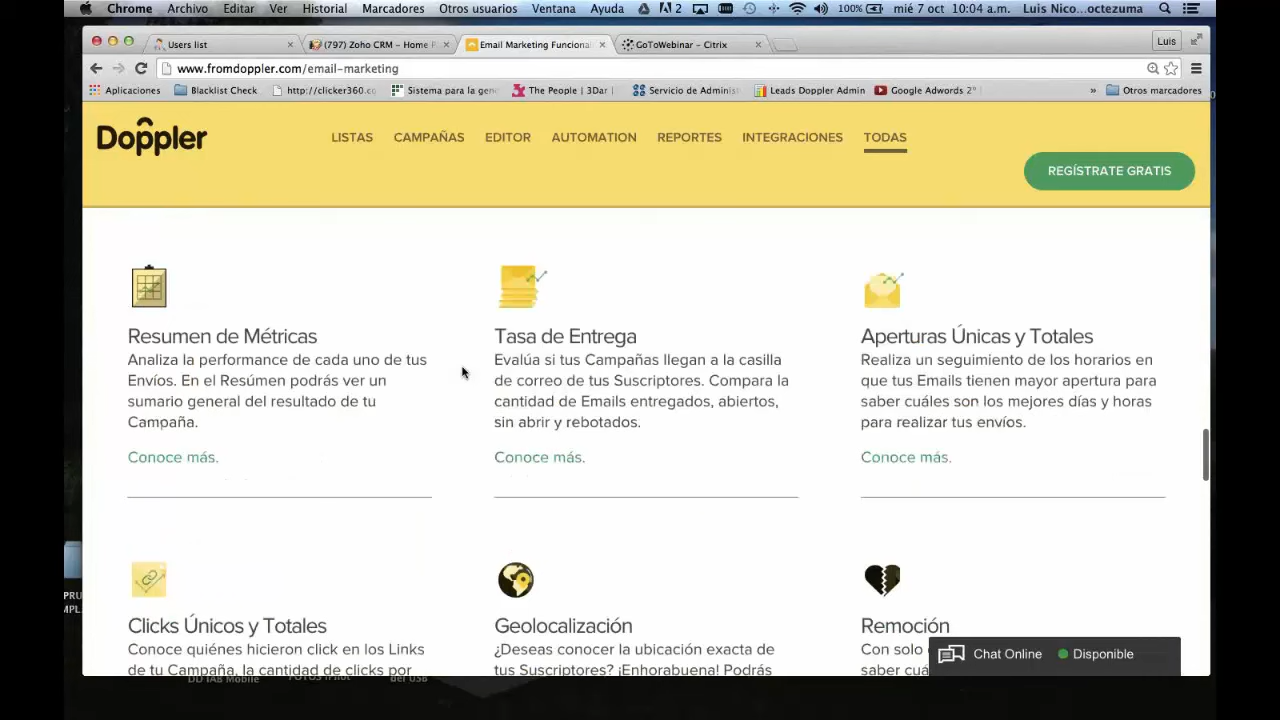 Chrome Archivo Editar Ver Historial Marcadores Otros usuarios Ventana Ayuda 2 100% mié 7 oct 10:04 a.m. Luis Nico...octezuma
Users list (797) Zoho CRM - Home P Email Marketing Funcional GoToWebinar - Citrix Luis
www.fromdoppler.com/email-marketing
Aplicaciones Blacklist Check http://clicker360.co Sistema para la gene The People | 3Dar Servicio de Adminis Leads Doppler Admin Google Adwords 2° » Otros marcadores
Doppler LISTAS CAMPAÑAS EDITOR AUTOMATION REPORTES INTEGRACIONES TODAS
REGÍSTRATE GRATIS
Resumen de Métricas
Analiza la performance de cada uno de tus
Envíos. En el Resúmen podrás ver un
sumario general del resultado de tu
Campaña.
Conoce más.
Tasa de Entrega
Evalúa si tus Campañas llegan a la casilla
de correo de tus Suscriptores. Compara la
cantidad de Emails entregados, abiertos,
sin abrir y rebotados.
Conoce más.
Aperturas Únicas y Totales
Realiza un seguimiento de los horarios en
que tus Emails tienen mayor apertura para
saber cuáles son los mejores días y horas
para realizar tus envíos.
Conoce más.
Clicks Únicos y Totales
Conoce quiénes hicieron click en los Links
de tu Campaña, la cantidad de clicks por
Geolocalización
¿Deseas conocer la ubicación exacta de
tus Suscriptores? ¡Enhorabuena! Podrás
Remoción
Con solo
saber cuá
Chat Online Disponible